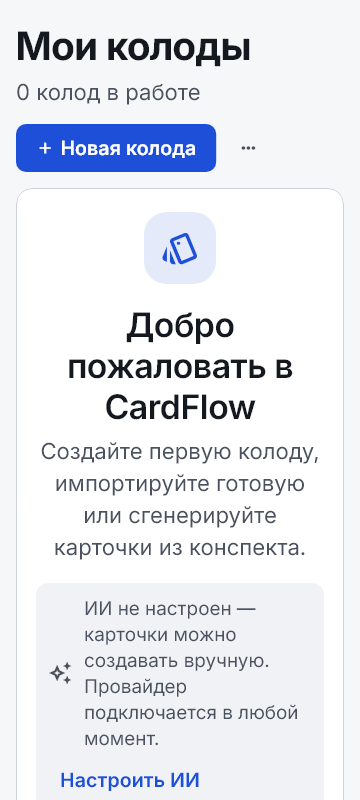 Мои колоды
0 колод в работе
+ Новая колода ...
Добро
пожаловать в
CardFlow
Создайте первую колоду,
импортируйте готовую
или сгенерируйте
карточки из конспекта.
ИИ не настроен —
карточки можно
создавать вручную.
Провайдер
подключается в любой
момент.
Настроить ИИ